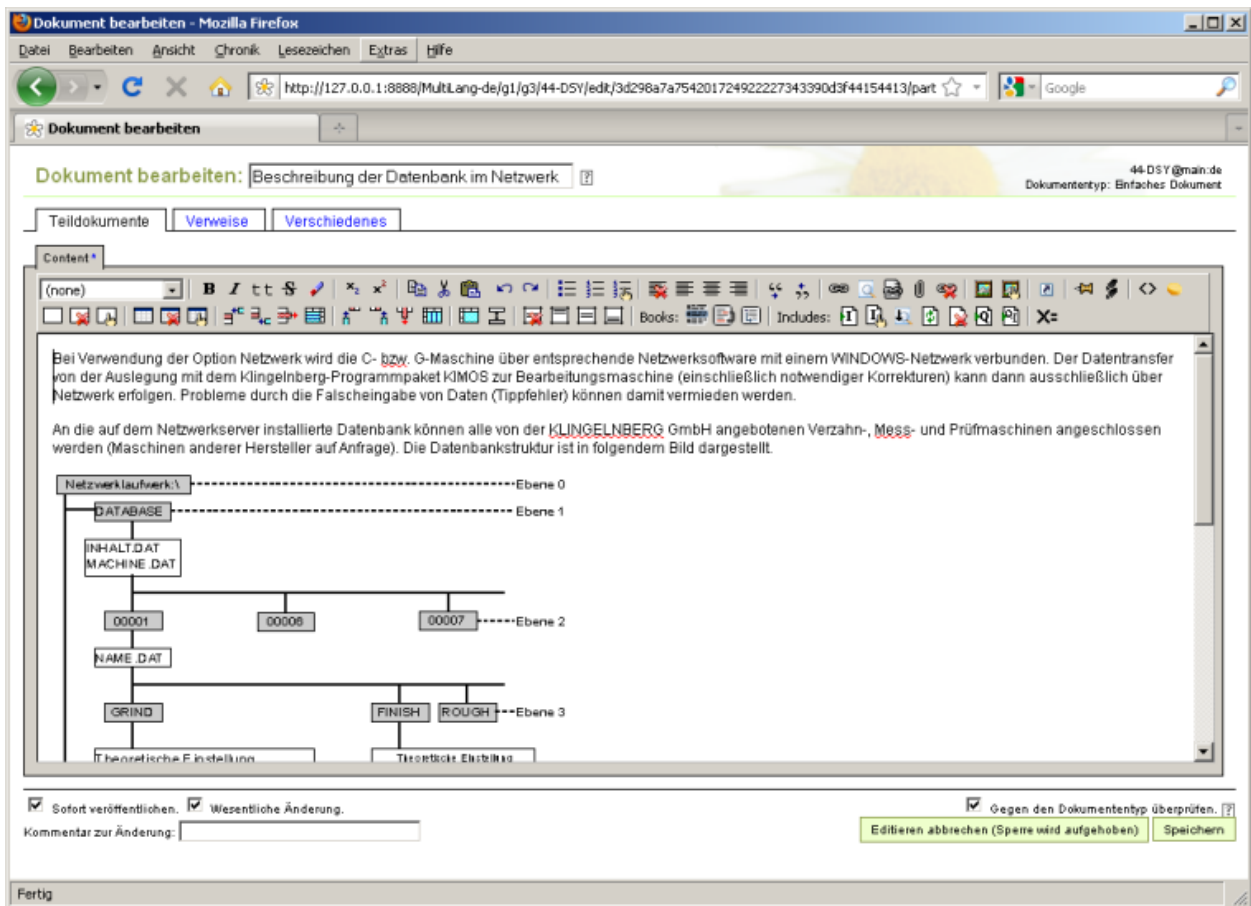 Dokument bearbeiten - Mozilla Firefox
Datei Bearbeiten Ansicht Chronik Lesezeichen Extras Hilfe
http://127.0.0.1:8888/MultiLang-de/g1/g3/44-DSY/edit/3d298a7a754201724922227343390d3f44154413/part
Google
Dokument bearbeiten
Dokument bearbeiten: Beschreibung der Datenbank im Netzwerk [?]
44-DSY@main:de
Dokumententyp: Einfaches Dokument
Teildokumente Verweise Verschiedenes
Content *
(none) B I tt S x₂ x²
Books: Includes: X=
Bei Verwendung der Option Netzwerk wird die C- bzw. G-Maschine über entsprechende Netzwerksoftware mit einem WINDOWS-Netzwerk verbunden. Der Datentransfer
von der Auslegung mit dem Klingelnberg-Programmpaket KIMOS zur Bearbeitungsmaschine (einschließlich notwendiger Korrekturen) kann dann ausschließlich über
Netzwerk erfolgen. Probleme durch die Falscheingabe von Daten (Tippfehler) können damit vermieden werden.
An die auf dem Netzwerkserver installierte Datenbank können alle von der KLINGELNBERG GmbH angebotenen Verzahn-, Mess- und Prüfmaschinen angeschlossen
werden (Maschinen anderer Hersteller auf Anfrage). Die Datenbankstruktur ist in folgendem Bild dargestellt.
Netzwerklaufwerk:\ Ebene 0
DATABASE Ebene 1
INHALT.DAT
MACHINE.DAT
00001 00006 00007 Ebene 2
NAME.DAT
GRIND FINISH ROUGH Ebene 3
Theoretische Einstellung Theoretische Einstellung
Sofort veröffentlichen. Wesentliche Änderung. Gegen den Dokumententyp überprüfen. [?]
Kommentar zur Änderung: Editieren abbrechen (Sperre wird aufgehoben) Speichern
Fertig